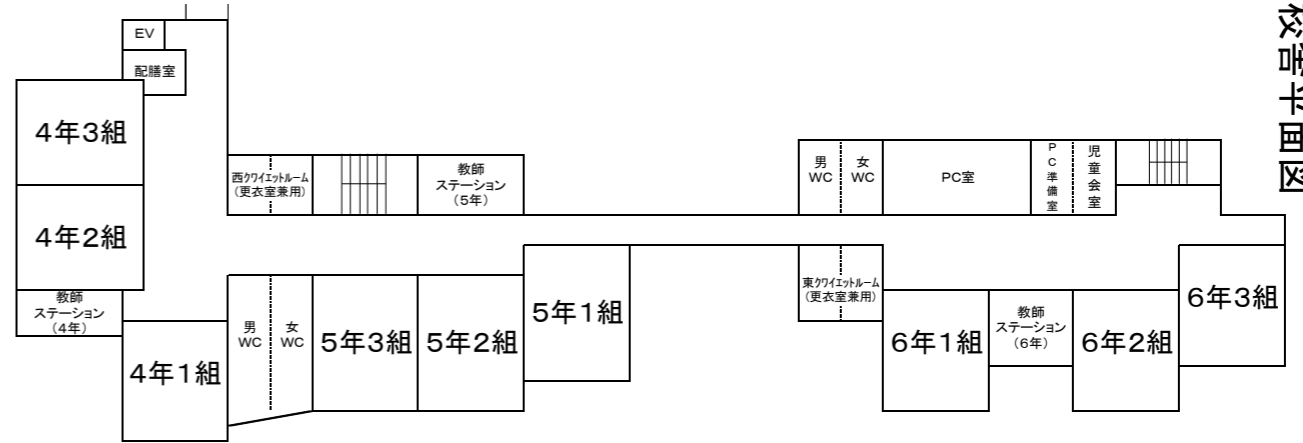 校舎平面図
EV
配膳室
4年3組
4年2組
教師
ステーション
(4年)
4年1組
西クワイエットルーム
(更衣室兼用)
教師
ステーション
(5年)
男
WC
女
WC
5年3組
5年2組
5年1組
男
WC
女
WC
PC室
PC準備室
児童会室
東クワイエットルーム
(更衣室兼用)
6年1組
教師
ステーション
(6年)
6年2組
6年3組